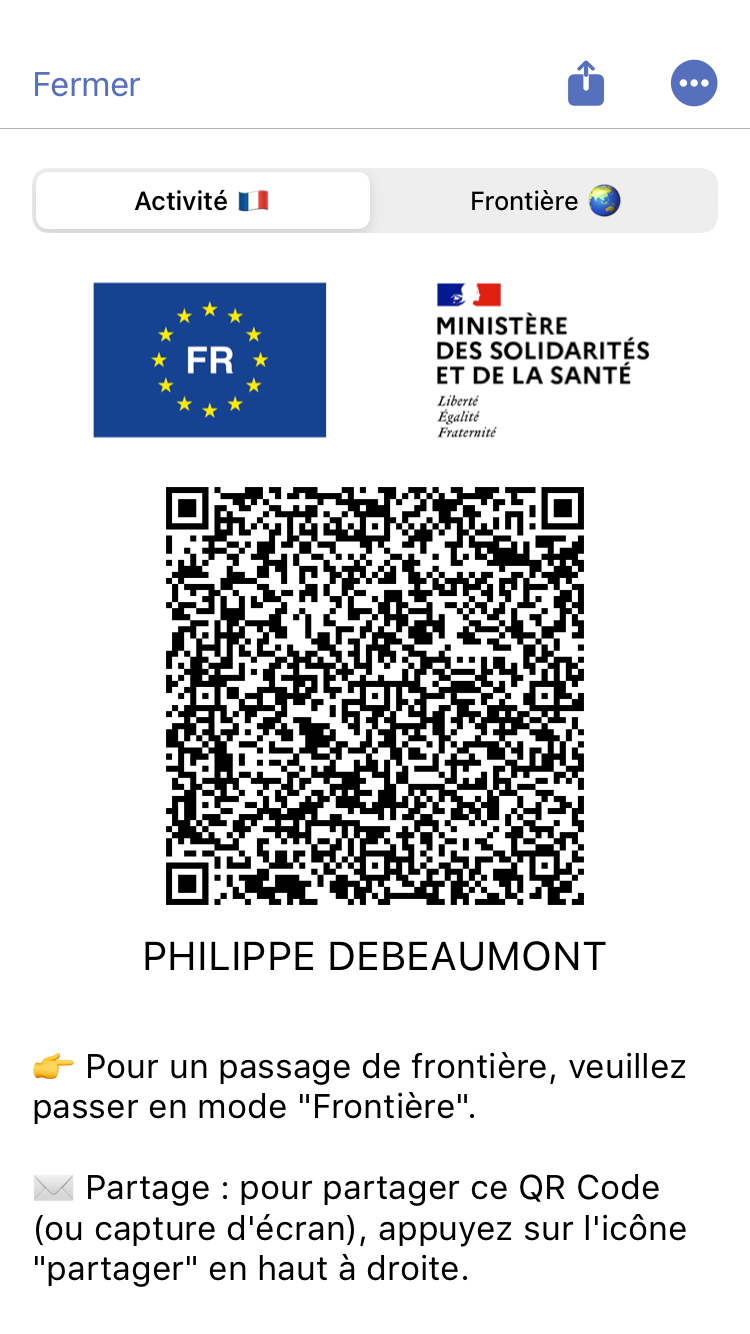 Fermer
Activité 🇫🇷 Frontière 🌏
FR
MINISTÈRE
DES SOLIDARITÉS
ET DE LA SANTÉ
Liberté
Égalité
Fraternité
PHILIPPE DEBEAUMONT
👉 Pour un passage de frontière, veuillez
passer en mode "Frontière".
✉️ Partage : pour partager ce QR Code
(ou capture d'écran), appuyez sur l'icône
"partager" en haut à droite.